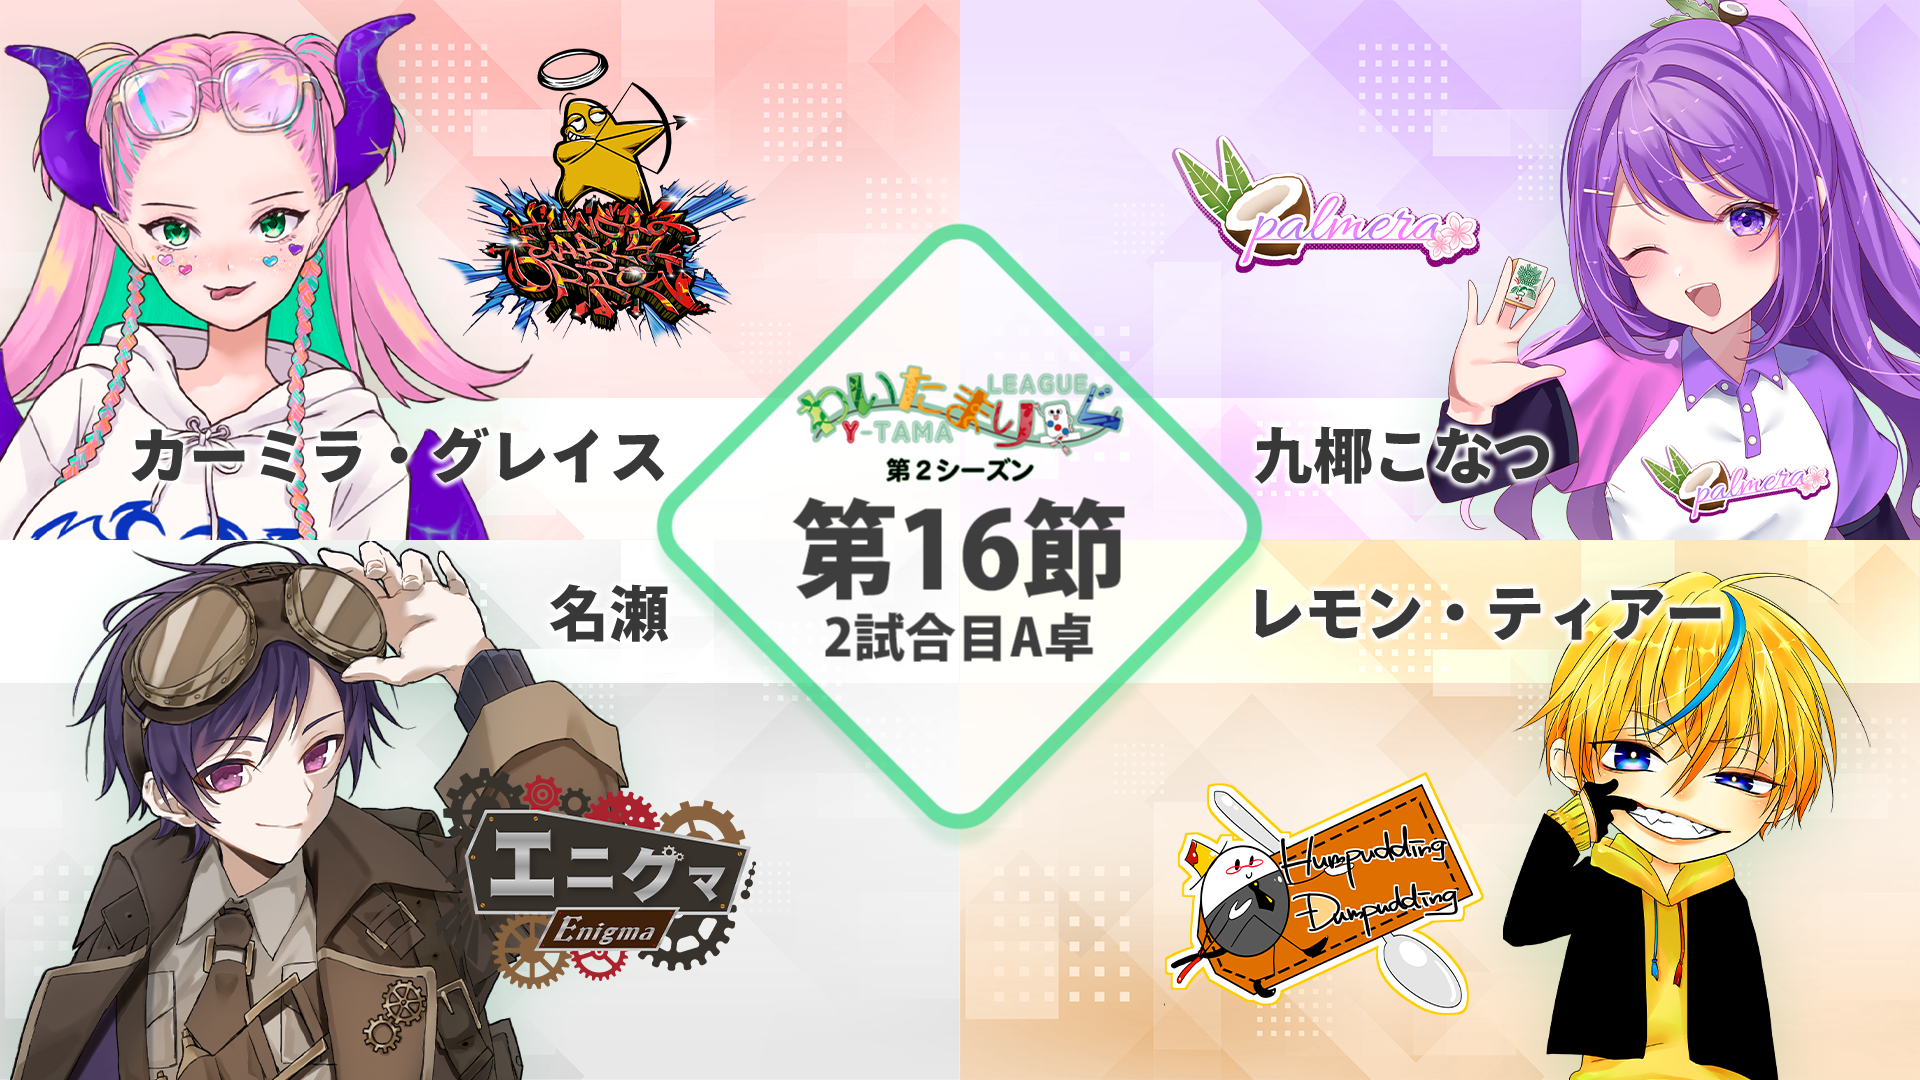 palmera
カーミラ・グレイス
わいたまりーぐ
LEAGUE
Y-TAMA
第2シーズン
第16節
2試合目A卓
九椰こなつ
palmera
名瀬
レモン・ティアー
エニグマ
Enigma
Humpudding
Dumpudding